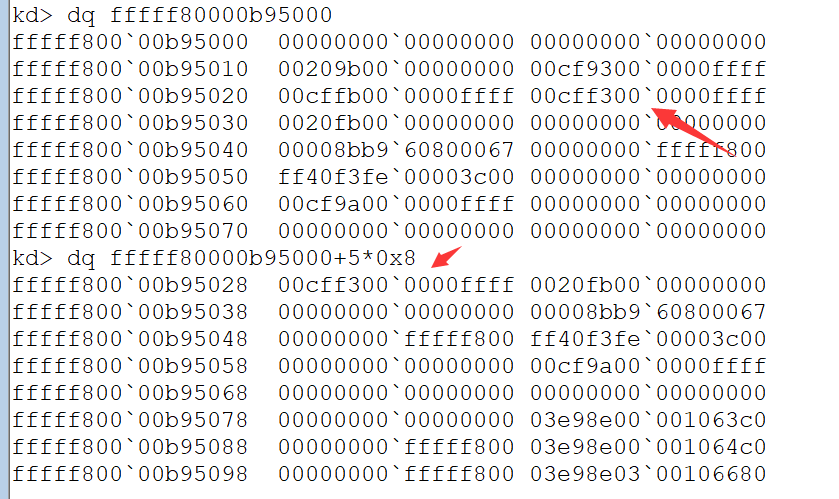 kd> dq fffff80000b95000
fffff800`00b95000  00000000`00000000 00000000`00000000
fffff800`00b95010  00209b00`00000000 00cf9300`0000ffff
fffff800`00b95020  00cffb00`0000ffff 00cff300`0000ffff
fffff800`00b95030  0020fb00`00000000 00000000`00000000
fffff800`00b95040  00008bb9`60800067 00000000`fffff800
fffff800`00b95050  ff40f3fe`00003c00 00000000`00000000
fffff800`00b95060  00cf9a00`0000ffff 00000000`00000000
fffff800`00b95070  00000000`00000000 00000000`00000000
kd> dq fffff80000b95000+5*0x8
fffff800`00b95028  00cff300`0000ffff 0020fb00`00000000
fffff800`00b95038  00000000`00000000 00008bb9`60800067
fffff800`00b95048  00000000`fffff800 ff40f3fe`00003c00
fffff800`00b95058  00000000`00000000 00cf9a00`0000ffff
fffff800`00b95068  00000000`00000000 00000000`00000000
fffff800`00b95078  00000000`00000000 03e98e00`001063c0
fffff800`00b95088  00000000`fffff800 03e98e00`001064c0
fffff800`00b95098  00000000`fffff800 03e98e03`00106680